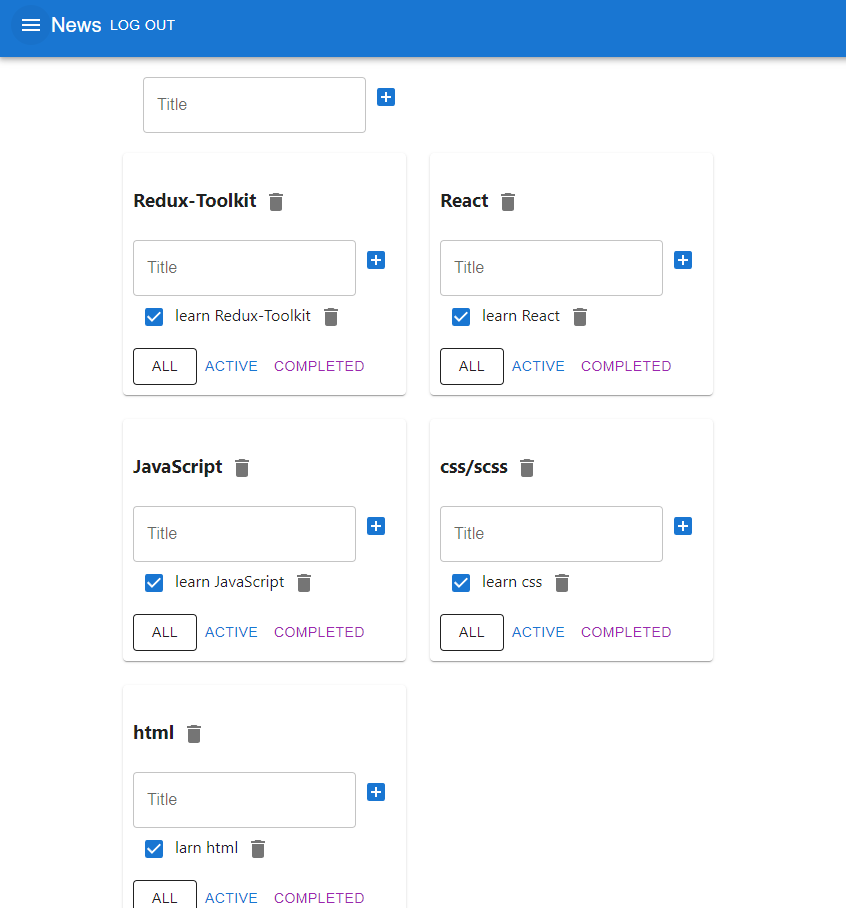 News LOG OUT
Title
Redux-Toolkit
Title
learn Redux-Toolkit
ALL ACTIVE COMPLETED
React
Title
learn React
ALL ACTIVE COMPLETED
JavaScript
Title
learn JavaScript
ALL ACTIVE COMPLETED
css/scss
Title
learn css
ALL ACTIVE COMPLETED
html
Title
larn html
ALL ACTIVE COMPLETED